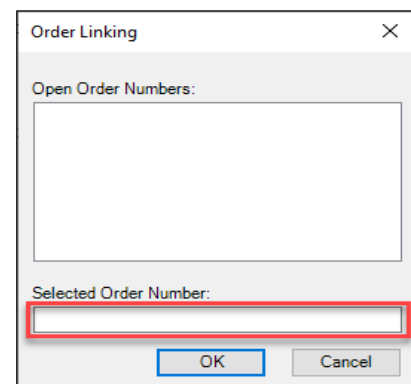 Order Linking
Open Order Numbers:
Selected Order Number:
OK Cancel